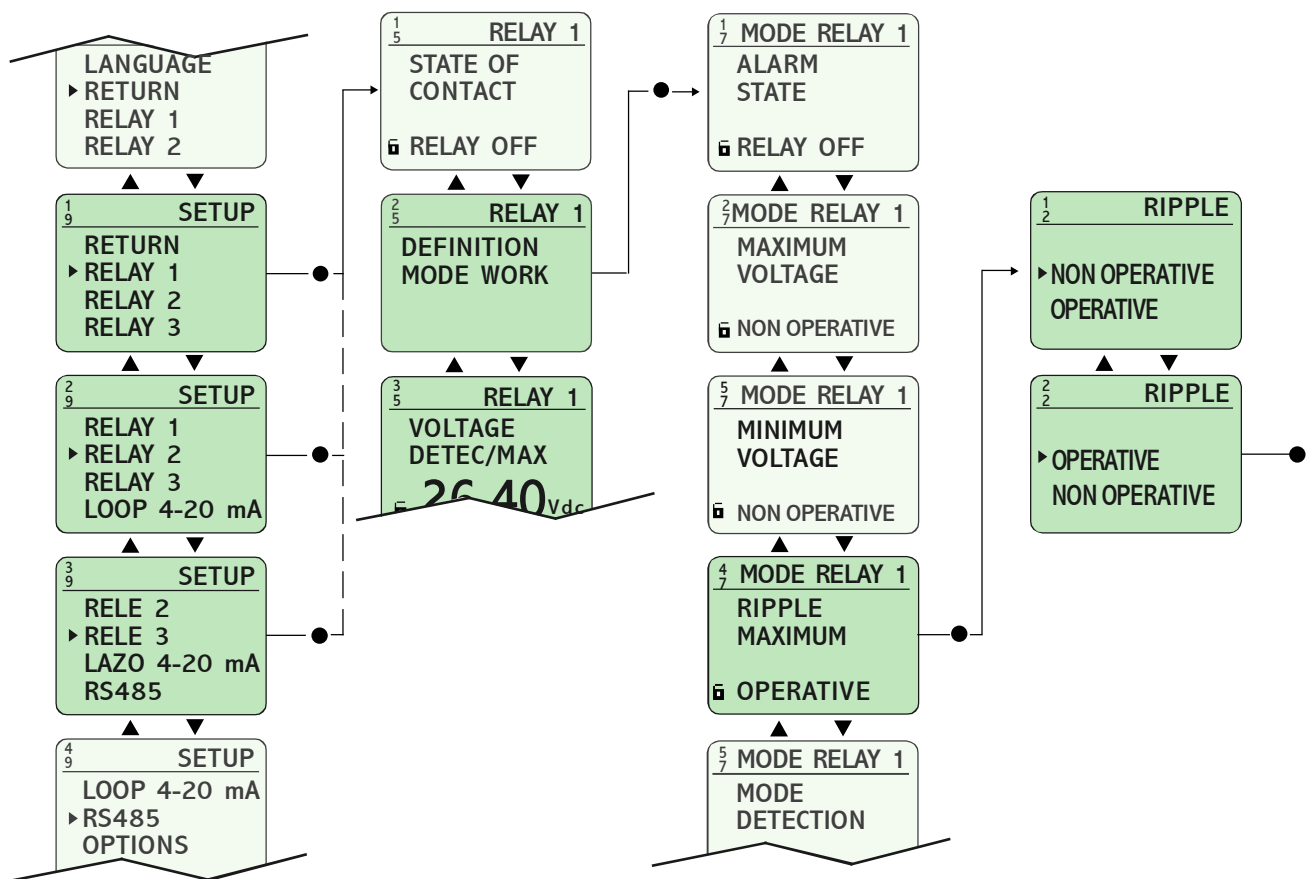 LANGUAGE
RETURN
RELAY 1
RELAY 2
1
9
SETUP
RETURN
RELAY 1
RELAY 2
RELAY 3
2
9
SETUP
RELAY 1
RELAY 2
RELAY 3
LOOP 4-20 mA
3
9
SETUP
RELE 2
RELE 3
LAZO 4-20 mA
RS485
4
9
SETUP
LOOP 4-20 mA
RS485
OPTIONS
1
5
RELAY 1
STATE OF
CONTACT
RELAY OFF
2
5
RELAY 1
DEFINITION
MODE WORK
3
5
RELAY 1
VOLTAGE
DETEC/MAX
26.40 Vdc
1
7
MODE RELAY 1
ALARM
STATE
RELAY OFF
2
7
MODE RELAY 1
MAXIMUM
VOLTAGE
NON OPERATIVE
5
7
MODE RELAY 1
MINIMUM
VOLTAGE
NON OPERATIVE
4
7
MODE RELAY 1
RIPPLE
MAXIMUM
OPERATIVE
5
7
MODE RELAY 1
MODE
DETECTION
1
2
RIPPLE
NON OPERATIVE
OPERATIVE
2
2
RIPPLE
OPERATIVE
NON OPERATIVE